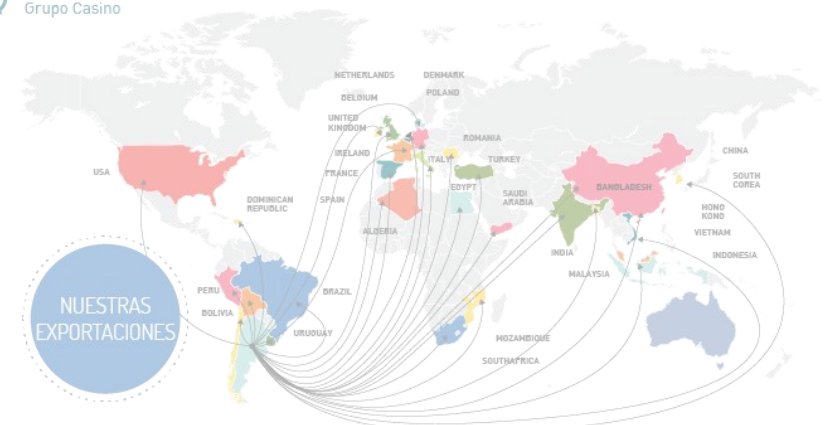 Grupo Casino
NETHERLANDS
DENMARK
BELGIUM
POLAND
UNITED
KINGDOM
ROMANIA
IRELAND
ITALY
TURKEY
CHINA
USA
FRANCE
EGYPT
BANGLADESH
SOUTH
COREA
DOMINICAN
REPUBLIC
SPAIN
SAUDI
ARABIA
HONG
KONG
ALGERIA
VIETNAM
INDIA
INDONESIA
MALAYSIA
PERU
BRAZIL
BOLIVIA
NUESTRAS
EXPORTACIONES
URUGUAY
MOZAMBIQUE
SOUTHAFRICA